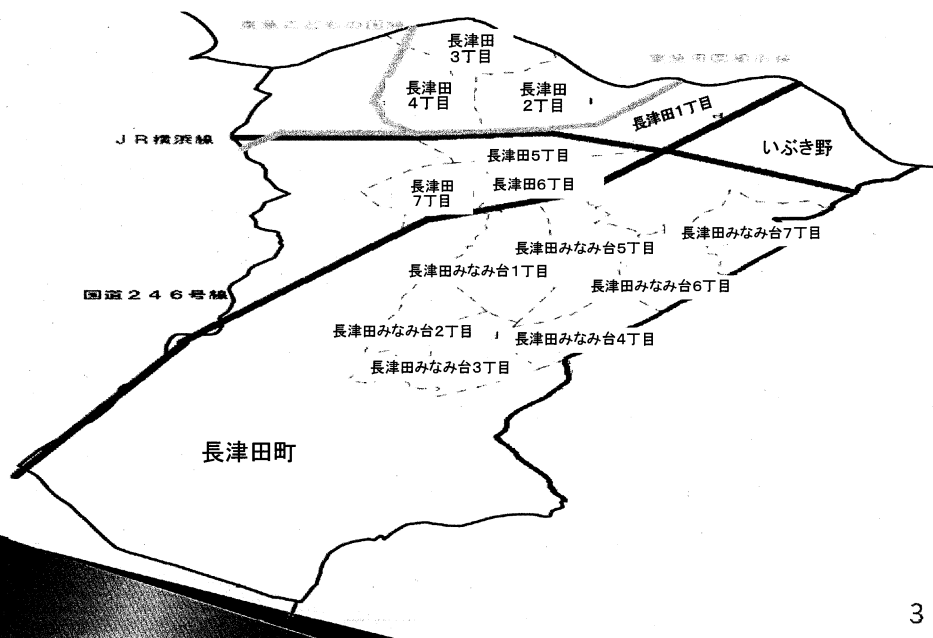 長津田
3丁目
長津田
4丁目
長津田
2丁目
長津田1丁目
JR横浜線
いぶき野
長津田5丁目
長津田
7丁目
長津田6丁目
長津田みなみ台7丁目
長津田みなみ台5丁目
長津田みなみ台1丁目
長津田みなみ台6丁目
国道246号線
長津田みなみ台2丁目
長津田みなみ台4丁目
長津田みなみ台3丁目
長津田町
3